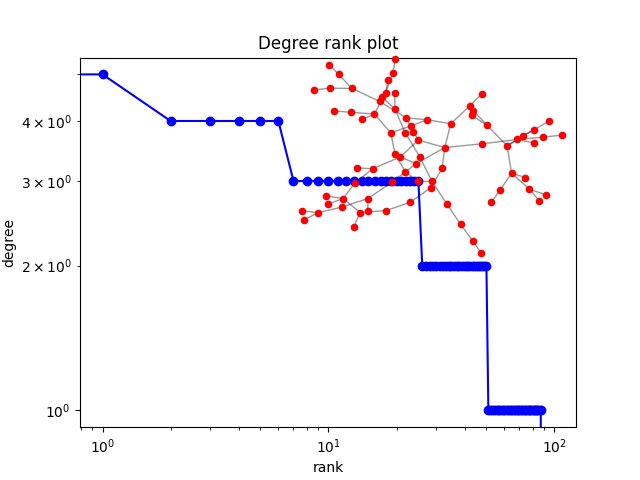 Degree rank plot
degree
4 × 10⁰
3 × 10⁰
2 × 10⁰
10⁰
10⁰ 10¹ 10²
rank